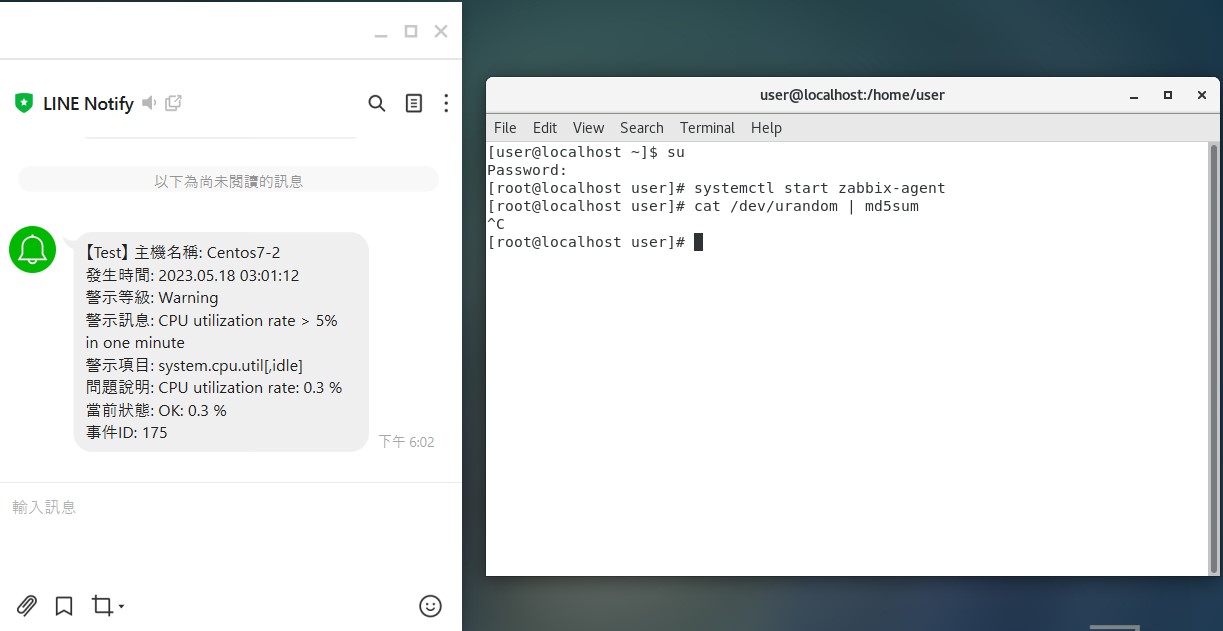 LINE Notify
以下為尚未閱讀的訊息
【Test】主機名稱: Centos7-2
發生時間: 2023.05.18 03:01:12
警示等級: Warning
警示訊息: CPU utilization rate > 5%
in one minute
警示項目: system.cpu.util[,idle]
問題說明: CPU utilization rate: 0.3 %
當前狀態: OK: 0.3 %
事件ID: 175
下午 6:02
輸入訊息
user@localhost:/home/user
File Edit View Search Terminal Help
[user@localhost ~]$ su
Password:
[root@localhost user]# systemctl start zabbix-agent
[root@localhost user]# cat /dev/urandom | md5sum
^C
[root@localhost user]#